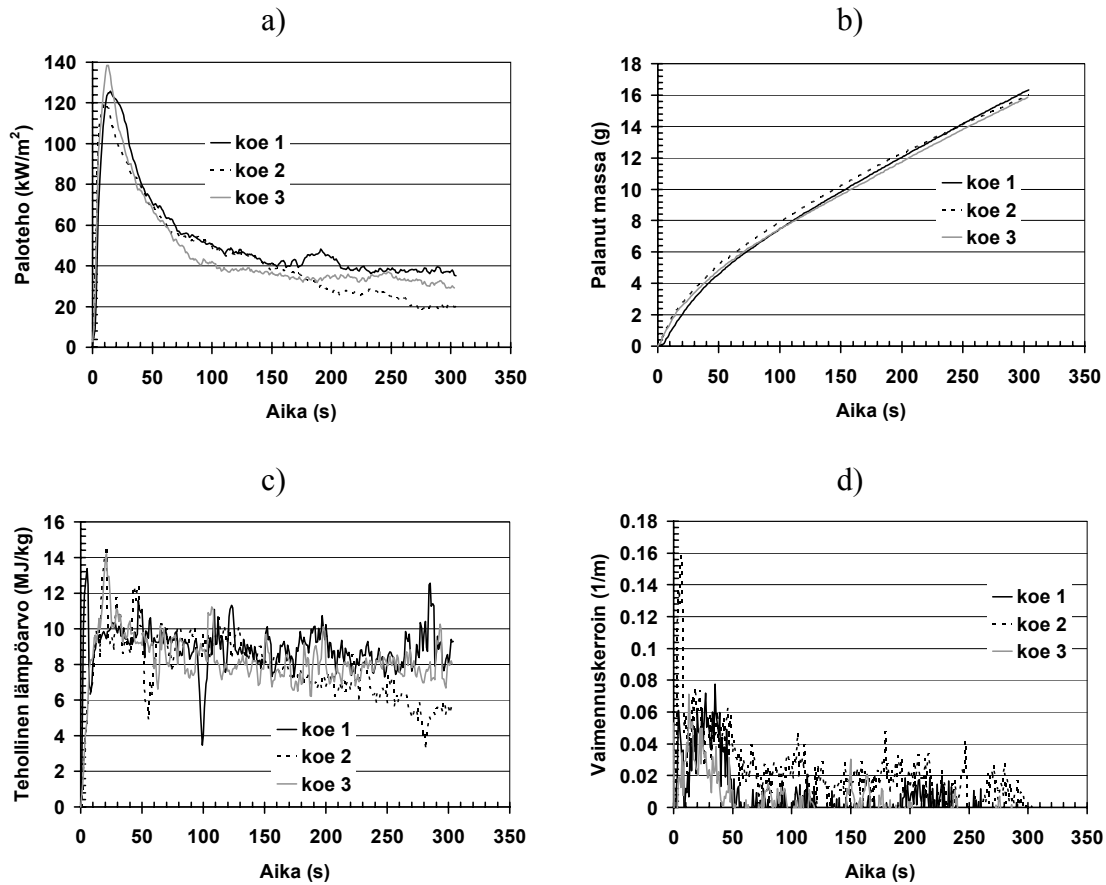 a)
Paloteho (kW/m²)
140
120
100
80
60
40
20
0
koe 1
koe 2
koe 3
0 50 100 150 200 250 300 350
Aika (s)
b)
Palanut massa (g)
18
16
14
12
10
8
6
4
2
0
koe 1
koe 2
koe 3
0 50 100 150 200 250 300 350
Aika (s)
c)
Tehollinen lämpöarvo (MJ/kg)
16
14
12
10
8
6
4
2
0
koe 1
koe 2
koe 3
0 50 100 150 200 250 300 350
Aika (s)
d)
Vaimennuskerroin (1/m)
0.18
0.16
0.14
0.12
0.1
0.08
0.06
0.04
0.02
0
koe 1
koe 2
koe 3
0 50 100 150 200 250 300 350
Aika (s)